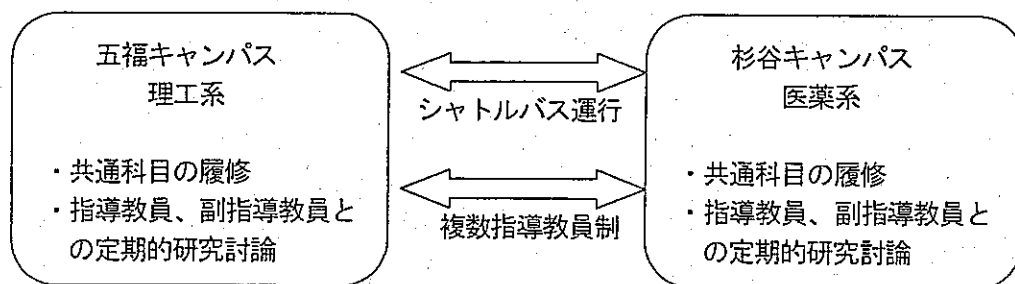 五福キャンパス
理工系
・共通科目の履修
・指導教員、副指導教員と
の定期的研究討論
シャトルバス運行
複数指導教員制
杉谷キャンパス
医薬系
・共通科目の履修
・指導教員、副指導教員と
の定期的研究討論